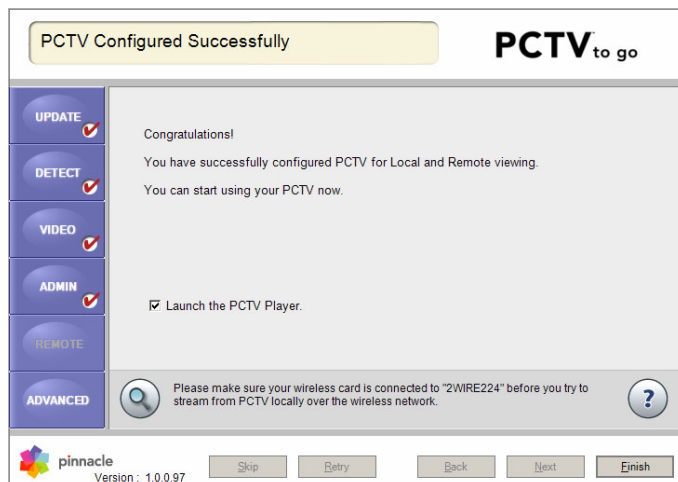 PCTV Configured Successfully
PCTV to go
UPDATE
DETECT
VIDEO
ADMIN
REMOTE
ADVANCED
Congratulations!
You have successfully configured PCTV for Local and Remote viewing.
You can start using your PCTV now.
Launch the PCTV Player.
Please make sure your wireless card is connected to "2WIRE224" before you try to
stream from PCTV locally over the wireless network.
?
pinnacle
Version : 1.0.0.97
Skip
Retry
Back
Next
Finish